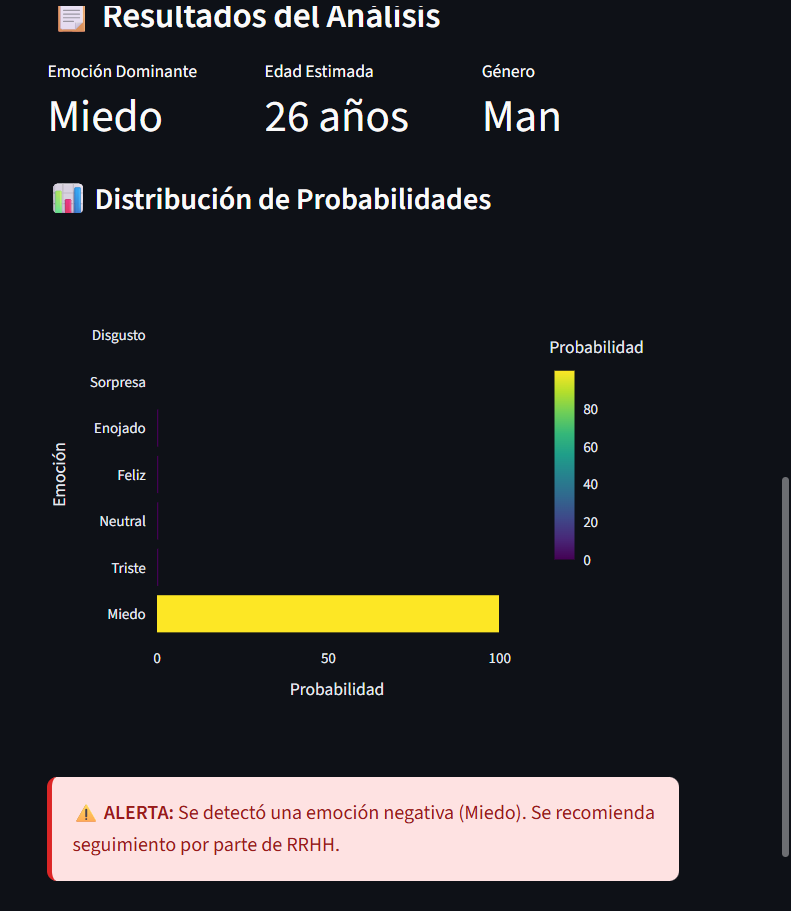 Resultados del Análisis
Emoción Dominante
Edad Estimada
Género
Miedo
26 años
Man
Distribución de Probabilidades
Disgusto
Sorpresa
Enojado
Feliz
Neutral
Triste
Miedo
Emoción
0
50
100
Probabilidad
Probabilidad
80
60
40
20
0
ALERTA: Se detectó una emoción negativa (Miedo). Se recomienda
seguimiento por parte de RRHH.